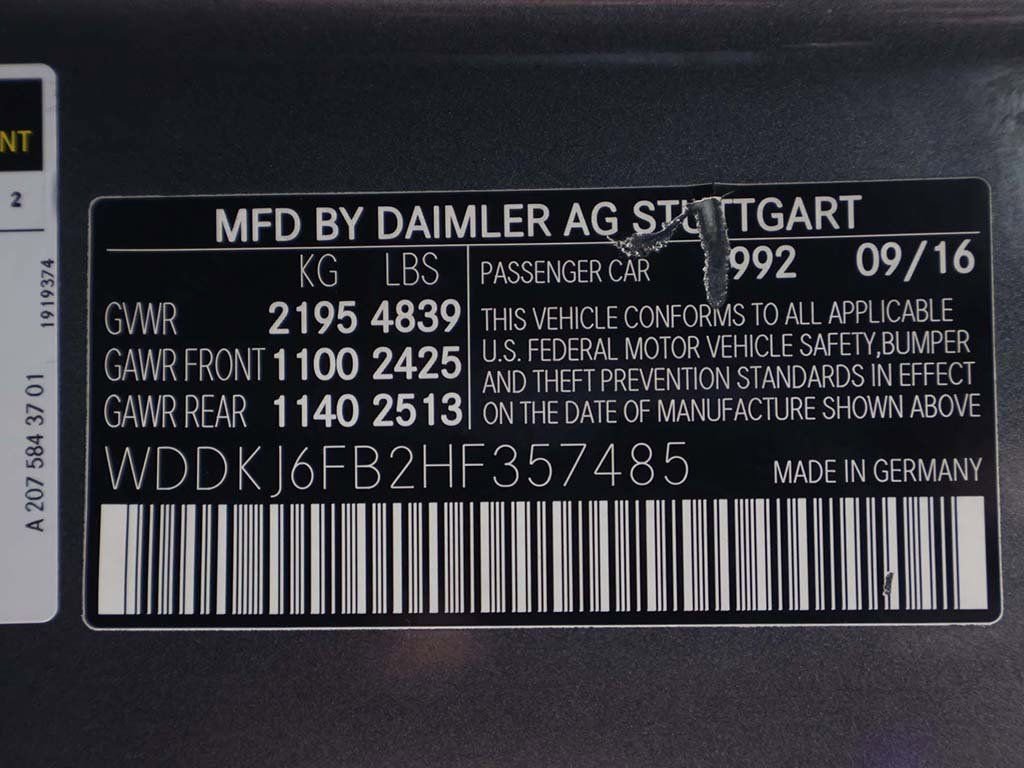 NT
2
1919374
A 207 584 37 01
MFD BY DAIMLER AG STUTTGART
KG LBS
GVWR 2195 4839
GAWR FRONT 1100 2425
GAWR REAR 1140 2513
PASSENGER CAR 992 09/16
THIS VEHICLE CONFORMS TO ALL APPLICABLE
U.S. FEDERAL MOTOR VEHICLE SAFETY,BUMPER
AND THEFT PREVENTION STANDARDS IN EFFECT
ON THE DATE OF MANUFACTURE SHOWN ABOVE
WDDKJ6FB2HF357485
MADE IN GERMANY